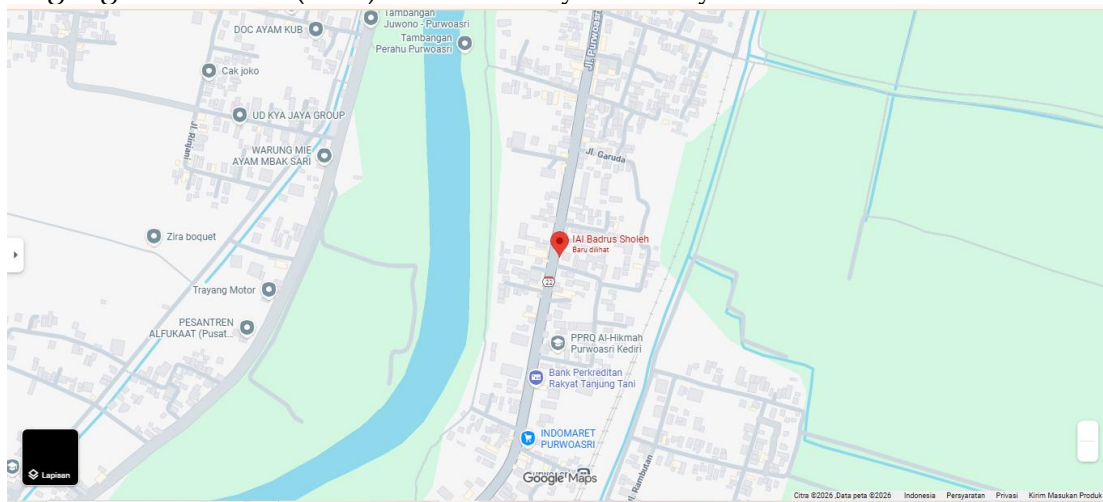 DOC AYAM KUB
Tambangan
Juwono - Purwoasri
Tambangan
Perahu Purwoasri
Jl. Purwoasri
Cak joko
UD KYA JAYA GROUP
Jl. Rinjani
WARUNG MIE
AYAM MBAK SARI
Jl. Garuda
Zira boquet
IAI Badrus Sholeh
Baru dilihat
22
Trayang Motor
PESANTREN
ALFUKAAT (Pusat...
PPRQ Al-Hikmah
Purwoasri Kediri
Bank Perkreditan
Rakyat Tanjung Tani
INDOMARET
PURWOASRI
Jl. Rambutan
Lapisan
Google Maps
Citra ©2026 ,Data peta ©2026 Indonesia Persyaratan Privasi Kirim Masukan Produk